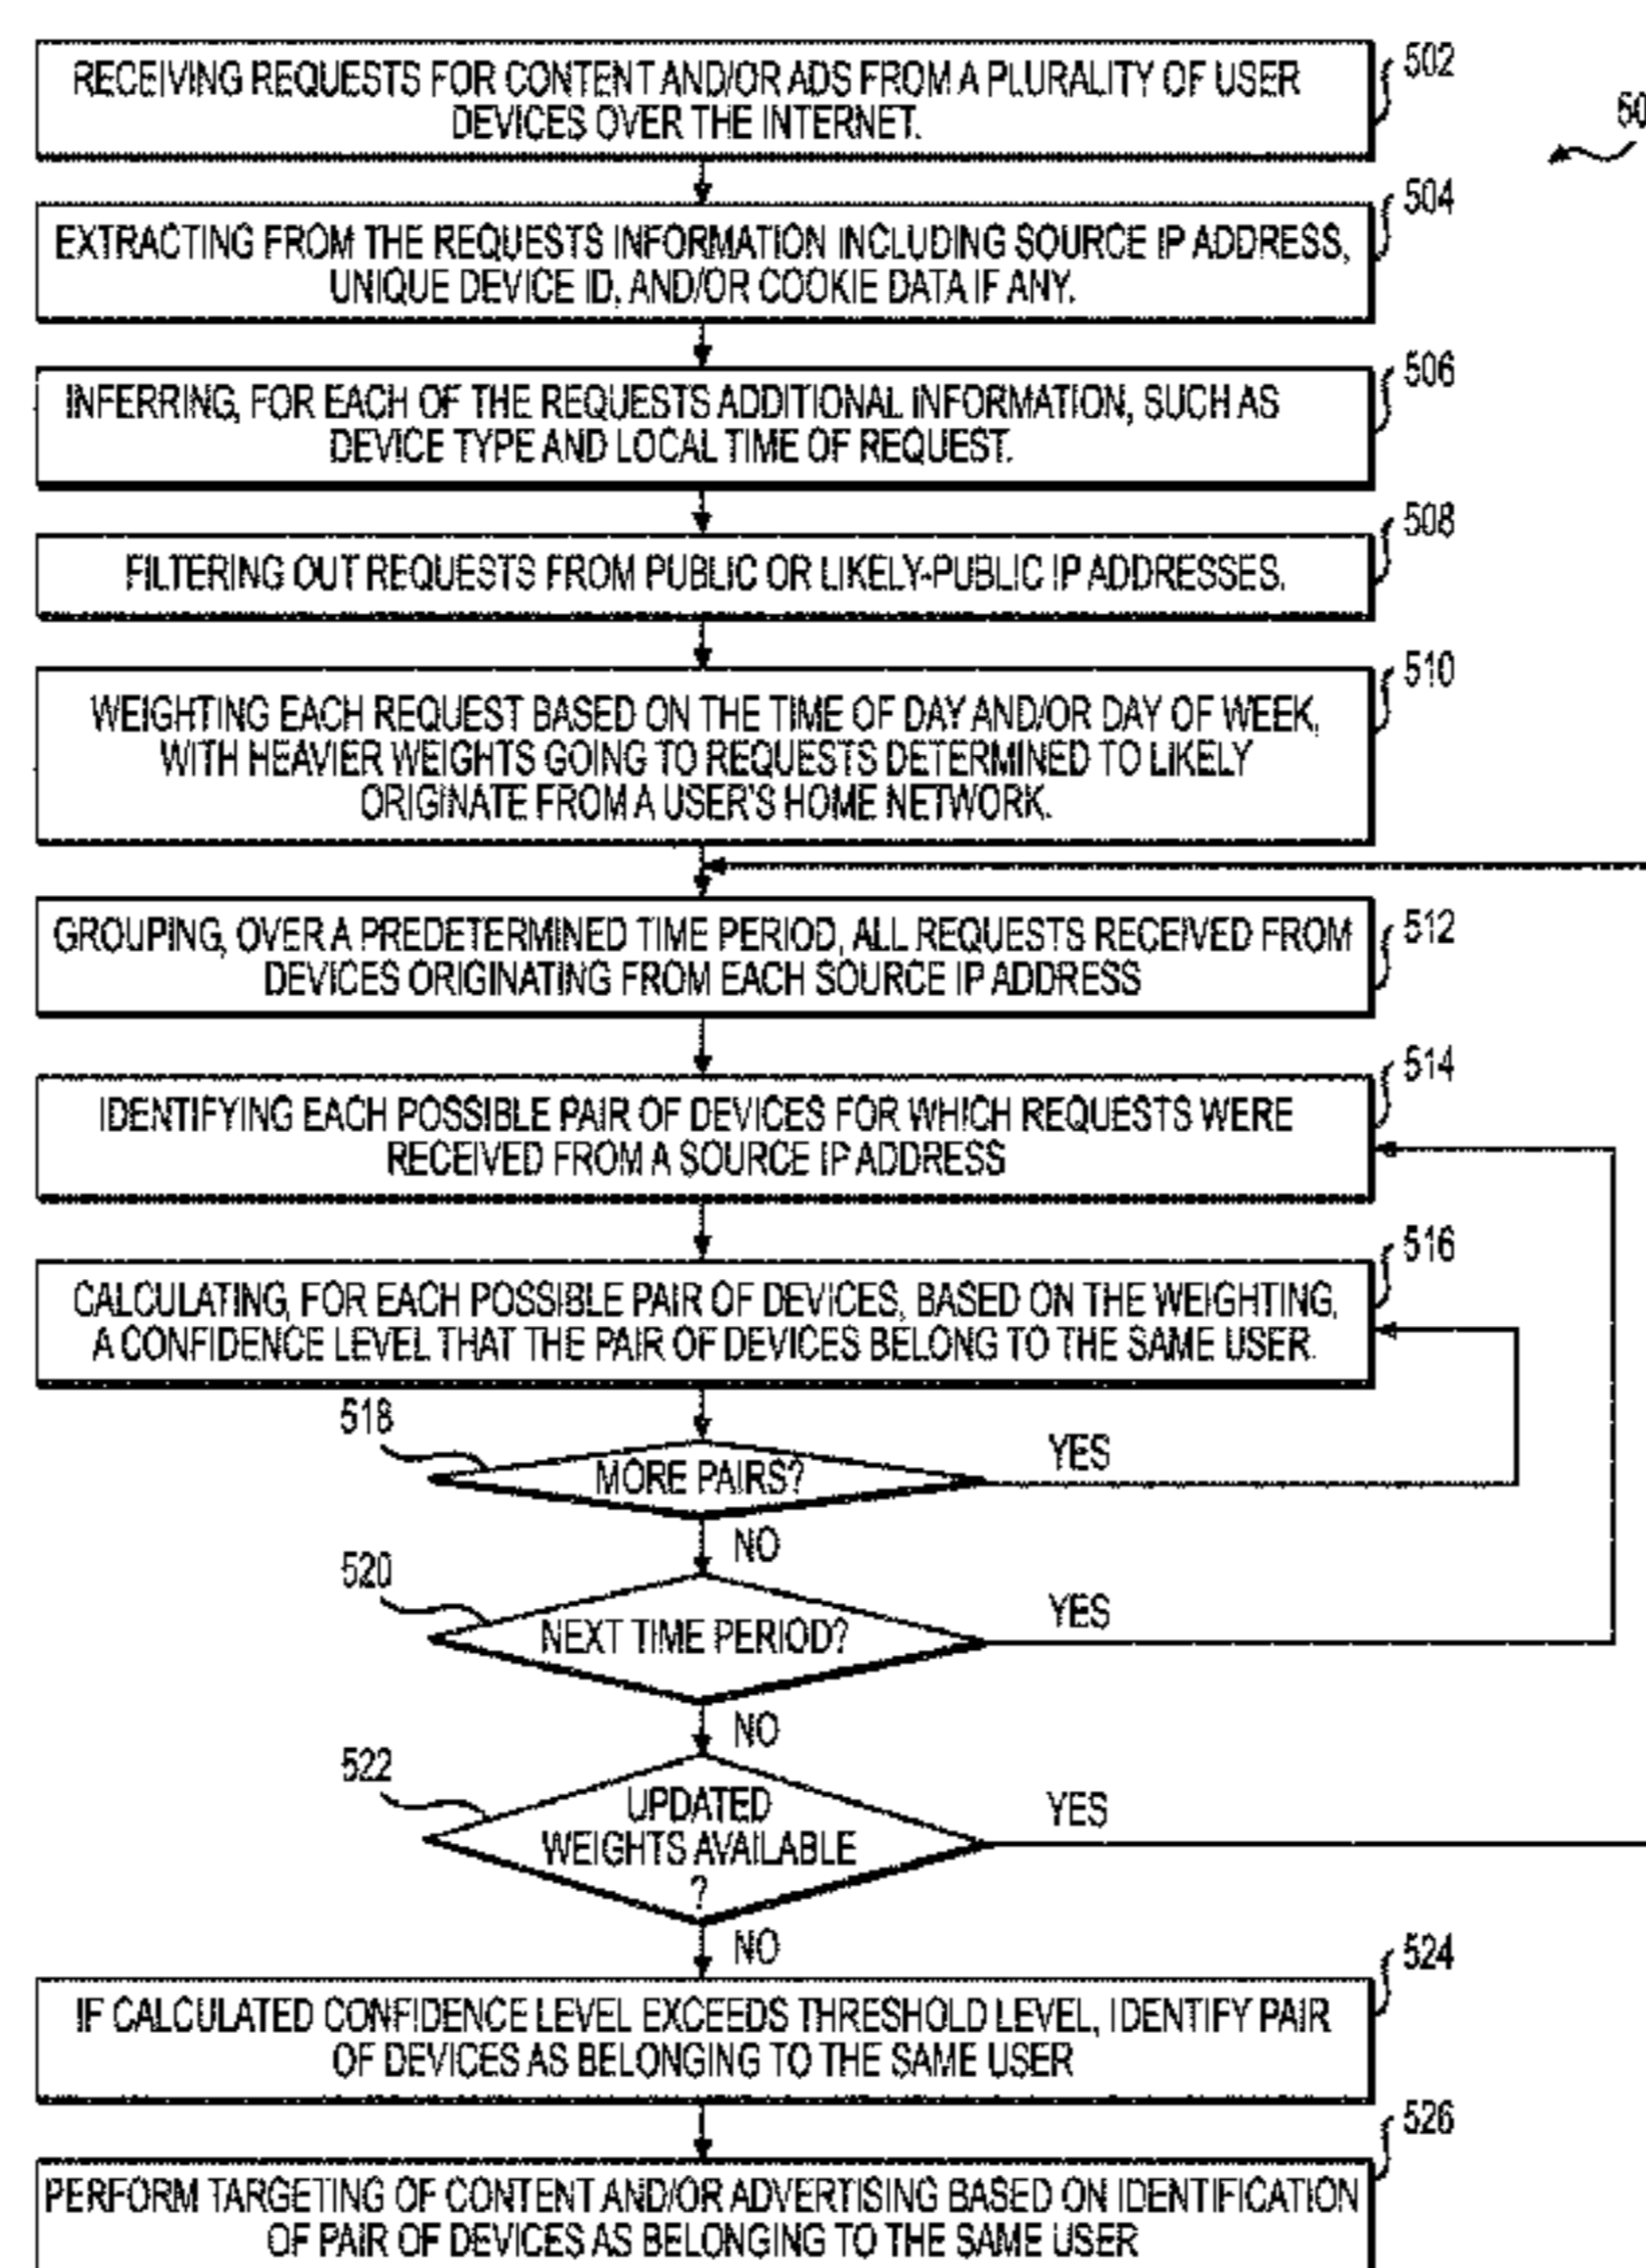 RECEIVING REQUESTS FOR CONTENT AND/OR ADS FROM A PLURALITY OF USER
DEVICES OVER THE INTERNET.
502
504
EXTRACTING FROM THE REQUESTS INFORMATION INCLUDING SOURCE IP ADDRESS,
UNIQUE DEVICE ID, AND/OR COOKIE DATA IF ANY.
506
INFERRING, FOR EACH OF THE REQUESTS ADDITIONAL INFORMATION, SUCH AS
DEVICE TYPE AND LOCAL TIME OF REQUEST.
508
FILTERING OUT REQUESTS FROM PUBLIC OR LIKELY-PUBLIC IP ADDRESSES.
510
WEIGHTING EACH REQUEST BASED ON THE TIME OF DAY AND/OR DAY OF WEEK,
WITH HEAVIER WEIGHTS GOING TO REQUESTS DETERMINED TO LIKELY
ORIGINATE FROM A USER'S HOME NETWORK.
512
GROUPING, OVER A PREDETERMINED TIME PERIOD, ALL REQUESTS RECEIVED FROM
DEVICES ORIGINATING FROM EACH SOURCE IP ADDRESS
514
IDENTIFYING EACH POSSIBLE PAIR OF DEVICES FOR WHICH REQUESTS WERE
RECEIVED FROM A SOURCE IP ADDRESS
516
CALCULATING, FOR EACH POSSIBLE PAIR OF DEVICES, BASED ON THE WEIGHTING,
A CONFIDENCE LEVEL THAT THE PAIR OF DEVICES BELONG TO THE SAME USER.
518
MORE PAIRS?
YES
NO
520
NEXT TIME PERIOD?
YES
NO
522
UPDATED
WEIGHTS AVAILABLE
?
YES
NO
524
IF CALCULATED CONFIDENCE LEVEL EXCEEDS THRESHOLD LEVEL, IDENTIFY PAIR
OF DEVICES AS BELONGING TO THE SAME USER
526
PERFORM TARGETING OF CONTENT AND/OR ADVERTISING BASED ON IDENTIFICATION
OF PAIR OF DEVICES AS BELONGING TO THE SAME USER